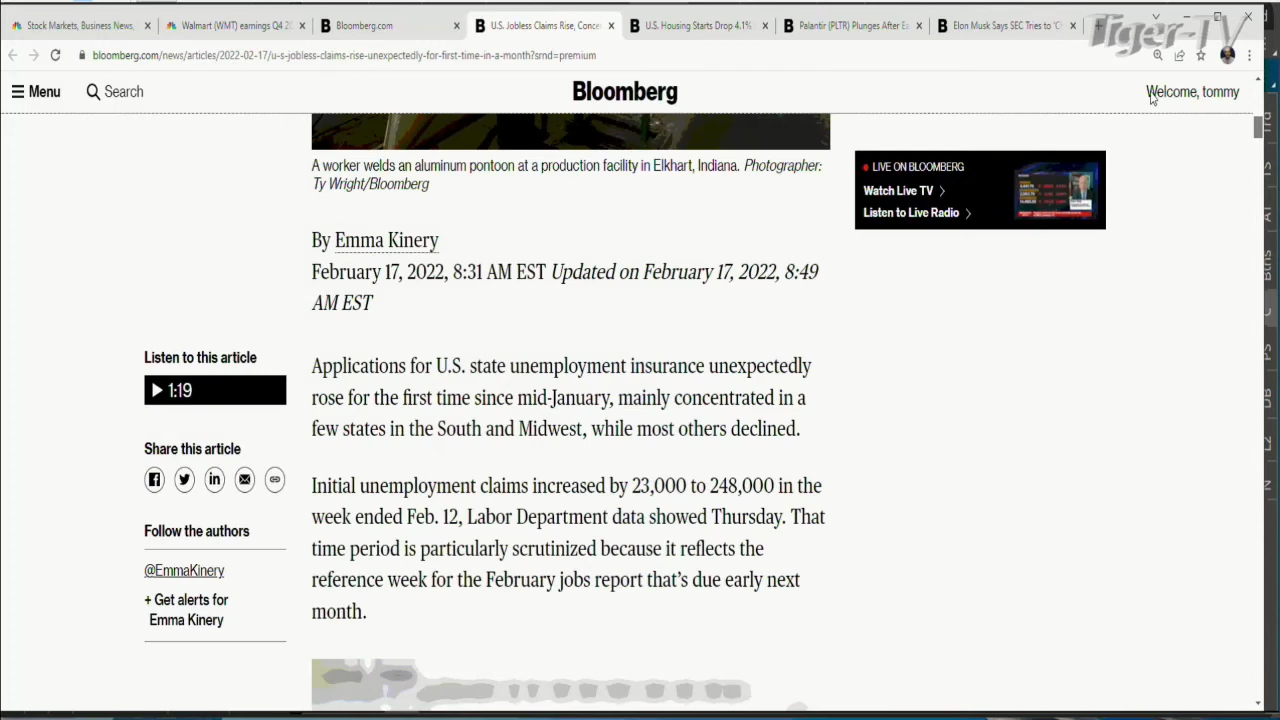 Stock Markets, Business News,
Walmart (WMT) earnings Q4 2
Bloomberg.com
U.S. Jobless Claims Rise, Conce
U.S. Housing Starts Drop 4.1%
Palantir (PLTR) Plunges After E
Elon Musk Says SEC Tries to 'C
Tiger-TV
bloomberg.com/news/articles/2022-02-17/u-s-jobless-claims-rise-unexpectedly-for-first-time-in-a-month?srnd=premium
Menu
Search
Bloomberg
Welcome, tommy
A worker welds an aluminum pontoon at a production facility in Elkhart, Indiana. Photographer:
Ty Wright/Bloomberg
LIVE ON BLOOMBERG
Watch Live TV
Listen to Live Radio
By Emma Kinery
February 17, 2022, 8:31 AM EST Updated on February 17, 2022, 8:49
AM EST
Listen to this article
1:19
Share this article
Follow the authors
@EmmaKinery
+ Get alerts for
Emma Kinery
Applications for U.S. state unemployment insurance unexpectedly
rose for the first time since mid-January, mainly concentrated in a
few states in the South and Midwest, while most others declined.
Initial unemployment claims increased by 23,000 to 248,000 in the
week ended Feb. 12, Labor Department data showed Thursday. That
time period is particularly scrutinized because it reflects the
reference week for the February jobs report that's due early next
month.